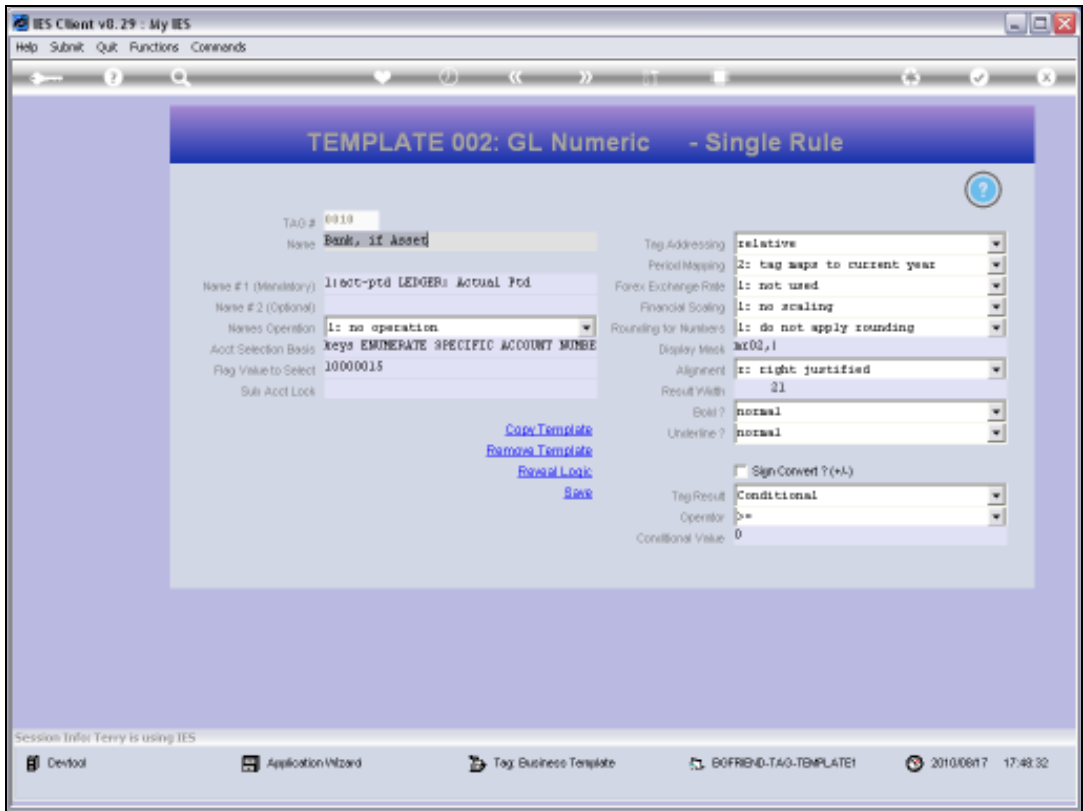 IES Client v8.29 : My IES
Help Submit Quit Functions Commands
TEMPLATE 002: GL Numeric - Single Rule
TAG # 0010
Name Bank, if Asset
Name # 1 (Mandatory) 1:act-ptd LEDGER: Actual Ptd
Name # 2 (Optional)
Names Operation 1: no operation
Acct Selection Basis keys ENUMERATE SPECIFIC ACCOUNT NUMBE
Flag Value to Select 10000015
Sub Acct Lock
Copy Template
Remove Template
Reveal Logic
Save
Tag Addressing relative
Period Mapping 2: tag maps to current year
Forex Exchange Rate 1: not used
Financial Scaling 1: no scaling
Rounding for Numbers 1: do not apply rounding
Display Mask mr02,|
Alignment r: right justified
Result Width 21
Bold ? normal
Underline ? normal
Sign Convert ? (+/-)
Tag Result Conditional
Operator >=
Conditional Value 0
Session Info: Terry is using IES
Devtool Application Wizard Tag: Business Template BOFRIEND-TAG-TEMPLATE1 2010/08/17 17:48:32